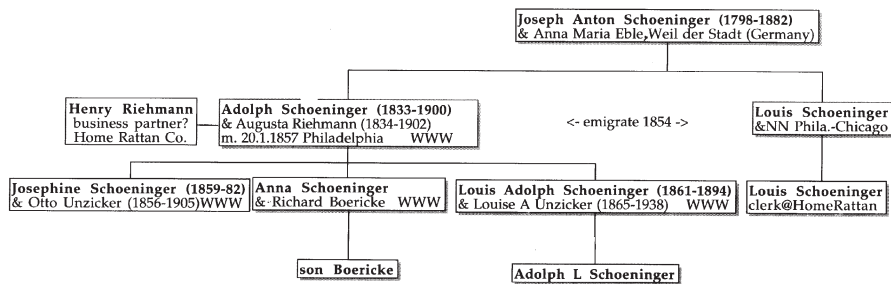 Joseph Anton Schoeninger (1798-1882)
& Anna Maria Eble,Weil der Stadt (Germany)
Henry Riehmann
business partner?
Home Rattan Co.
Adolph Schoeninger (1833-1900)
& Augusta Riehmann (1834-1902)
m. 20.1.1857 Philadelphia WWW
<- emigrate 1854 ->
Louis Schoeninger
&NN Phila.-Chicago
Josephine Schoeninger (1859-82)
& Otto Unzicker (1856-1905)WWW
Anna Schoeninger
& Richard Boericke WWW
Louis Adolph Schoeninger (1861-1894)
& Louise A Unzicker (1865-1938) WWW
Louis Schoeninger
clerk@HomeRattan
son Boericke
Adolph L Schoeninger